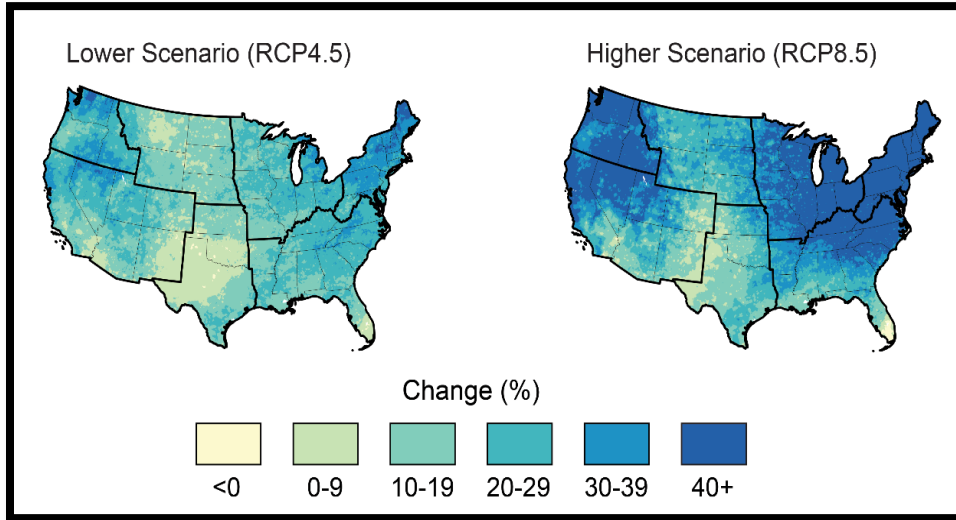 Lower Scenario (RCP4.5)
Higher Scenario (RCP8.5)
Change (%)
<0
0-9
10-19
20-29
30-39
40+